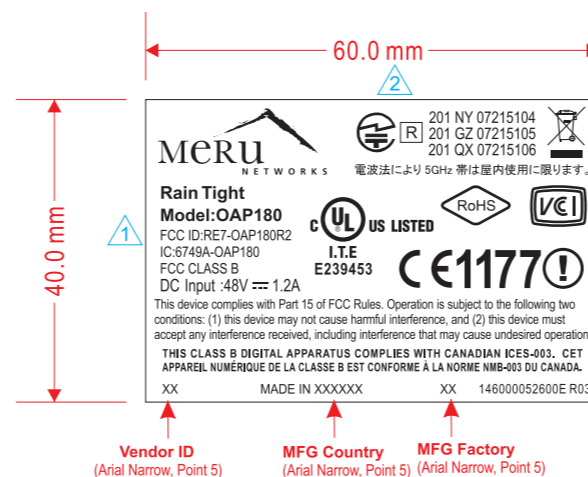 60.0 mm
2
40.0 mm
1
MERU
NETWORKS
R
201 NY 07215104
201 GZ 07215105
201 QX 07215106
電波法により 5GHz 帯は屋内使用に限ります。
Rain Tight
Model:OAP180
FCC ID:RE7-OAP180R2
IC:6749A-OAP180
FCC CLASS B
DC Input :48V 1.2A
C UL US LISTED
I.T.E
E239453
RoHS
VCI
CE1177
This device complies with Part 15 of FCC Rules. Operation is subject to the following two
conditions: (1) this device may not cause harmful interference, and (2) this device must
accept any interference received, including interference that may cause undesired operation
THIS CLASS B DIGITAL APPARATUS COMPLIES WITH CANADIAN ICES-003. CET
APPAREIL NUMÉRIQUE DE LA CLASSE B EST CONFORME À LA NORME NMB-003 DU CANADA.
XX MADE IN XXXXXX XX 146000052600E R03
Vendor ID
(Arial Narrow, Point 5)
MFG Country
(Arial Narrow, Point 5)
MFG Factory
(Arial Narrow, Point 5)